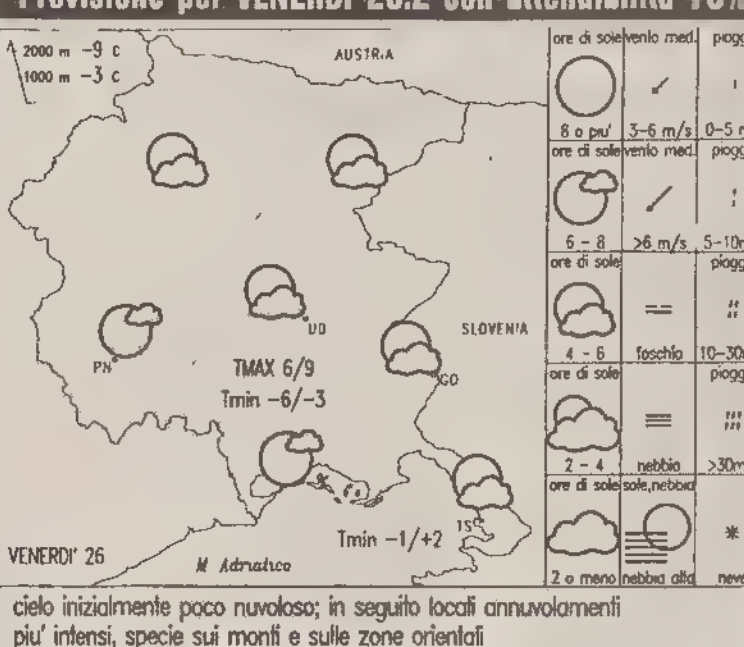 Previsione per VENERDI' 26.2 con attendibilità
2000 m -9 c
1000 m -3 c
AUSTRIA
UD
PN
SLOVENIA
GO
TMAX 6/9
Tmin -6/-3
TS
Tmin -1/+2
VENERDI' 26
M Adriatico
ore di sole vento med.
8 o piu' 3-6 m/s 0-5
ore di sole vento med.
6 - 8 >6 m/s 5-10
ore di sole
4 - 6 foschia 10-30
ore di sole
2 - 4 nebbia >30
ore di sole sole, nebbia
2 o meno nebbia alta neve
cielo inizialmente poco nuvoloso; in seguito locali annuvolamenti
piu' intensi, specie sui monti e sulle zone orientali